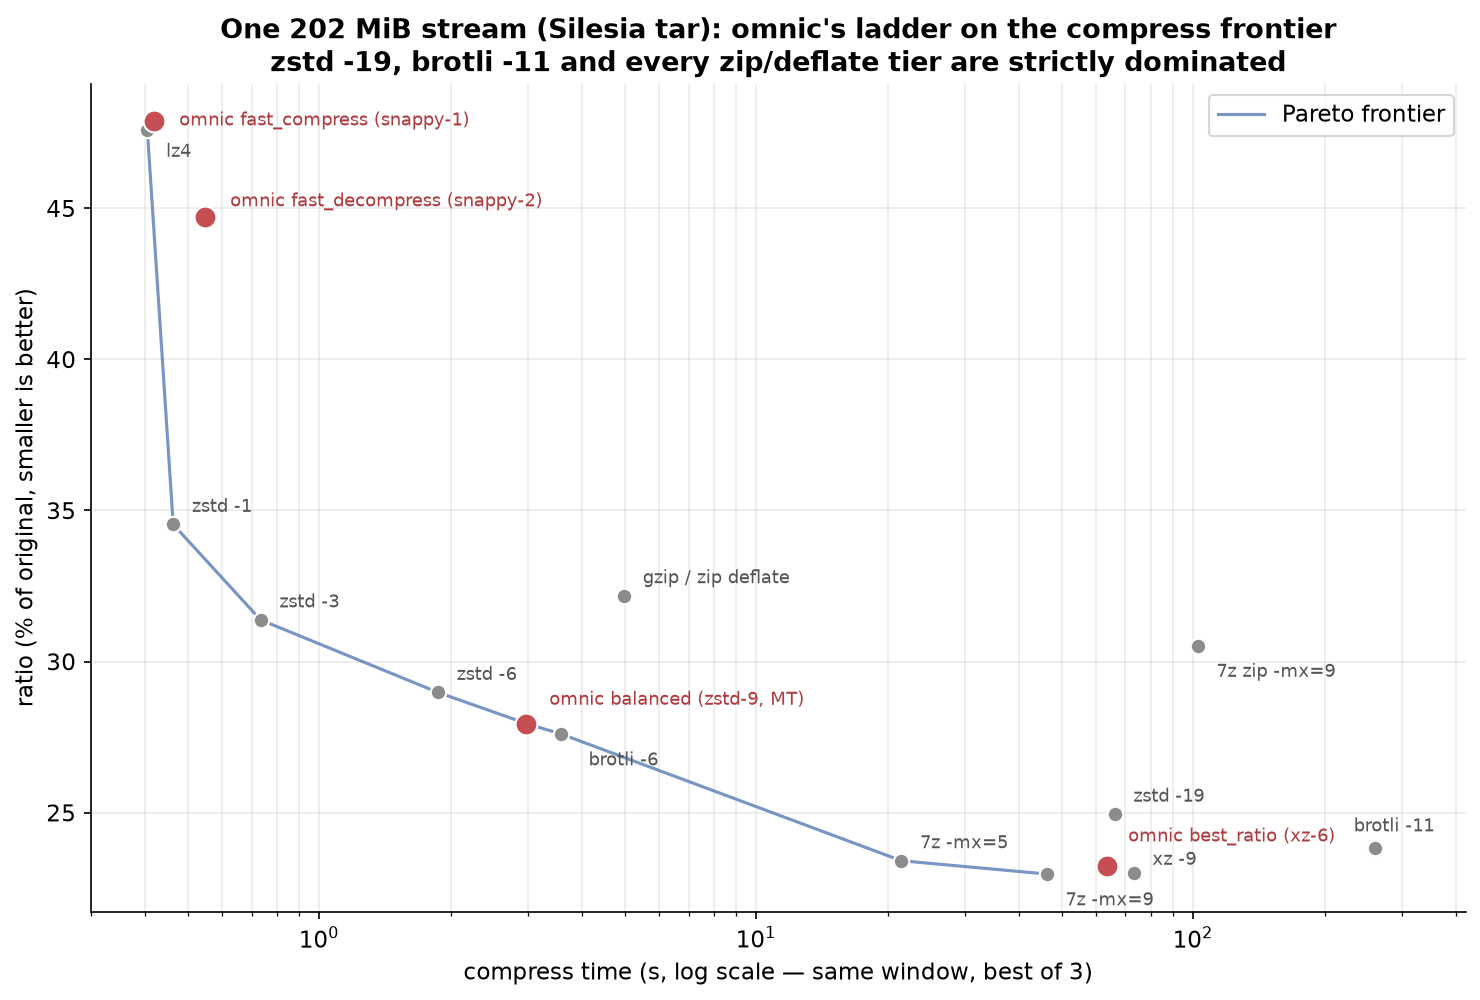 One 202 MiB stream (Silesia tar): omnic's ladder on the compress frontier
zstd -19, brotli -11 and every zip/deflate tier are strictly dominated
Pareto frontier
omnic fast_compress (snappy-1)
lz4
omnic fast_decompress (snappy-2)
45
40
35
30
25
ratio (% of original, smaller is better)
zstd -1
gzip / zip deflate
zstd -3
zstd -6
7z zip -mx=9
omnic balanced (zstd-9, MT)
brotli -6
zstd -19
brotli -11
omnic best_ratio (xz-6)
7z -mx=5
xz -9
7z -mx=9
10⁰
10¹
10²
compress time (s, log scale — same window, best of 3)